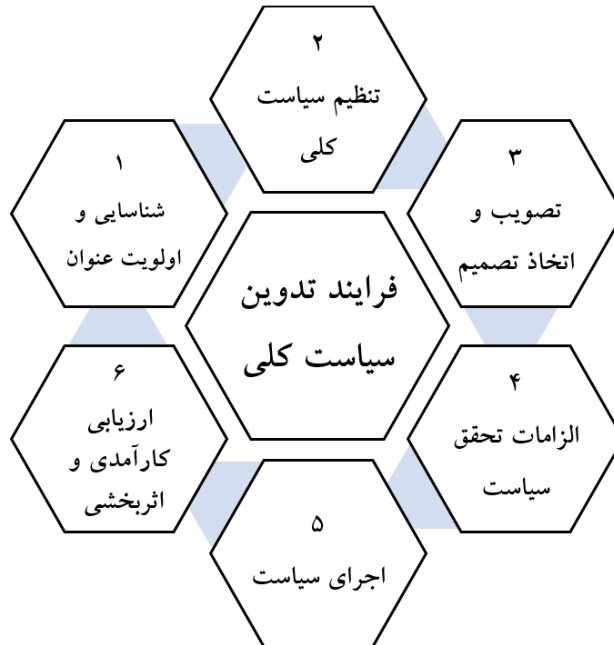 فرایند تدوین
سیاست کلی
۱
شناسایی و
اولویت عنوان
۲
تنظیم سیاست
کلی
۳
تصویب و
اتخاذ تصمیم
۴
الزامات تحقق
سیاست
۵
اجرای سیاست
۶
ارزیابی
کارآمدی و
اثربخشی